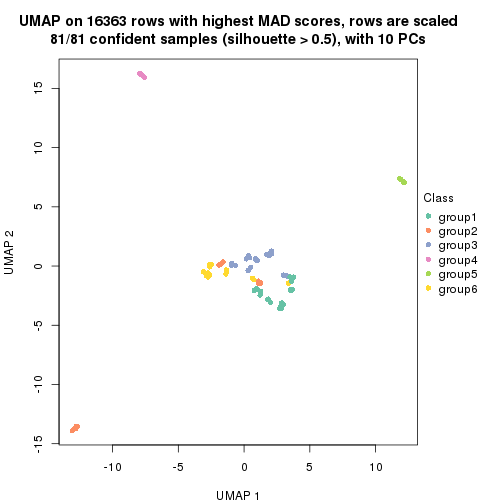 UMAP on 16363 rows with highest MAD scores, rows are scaled
81/81 confident samples (silhouette > 0.5), with 10 PCs
15
10
5
0
-5
-10
-15
UMAP 2
-10
-5
0
5
10
UMAP 1
Class
group1
group2
group3
group4
group5
group6